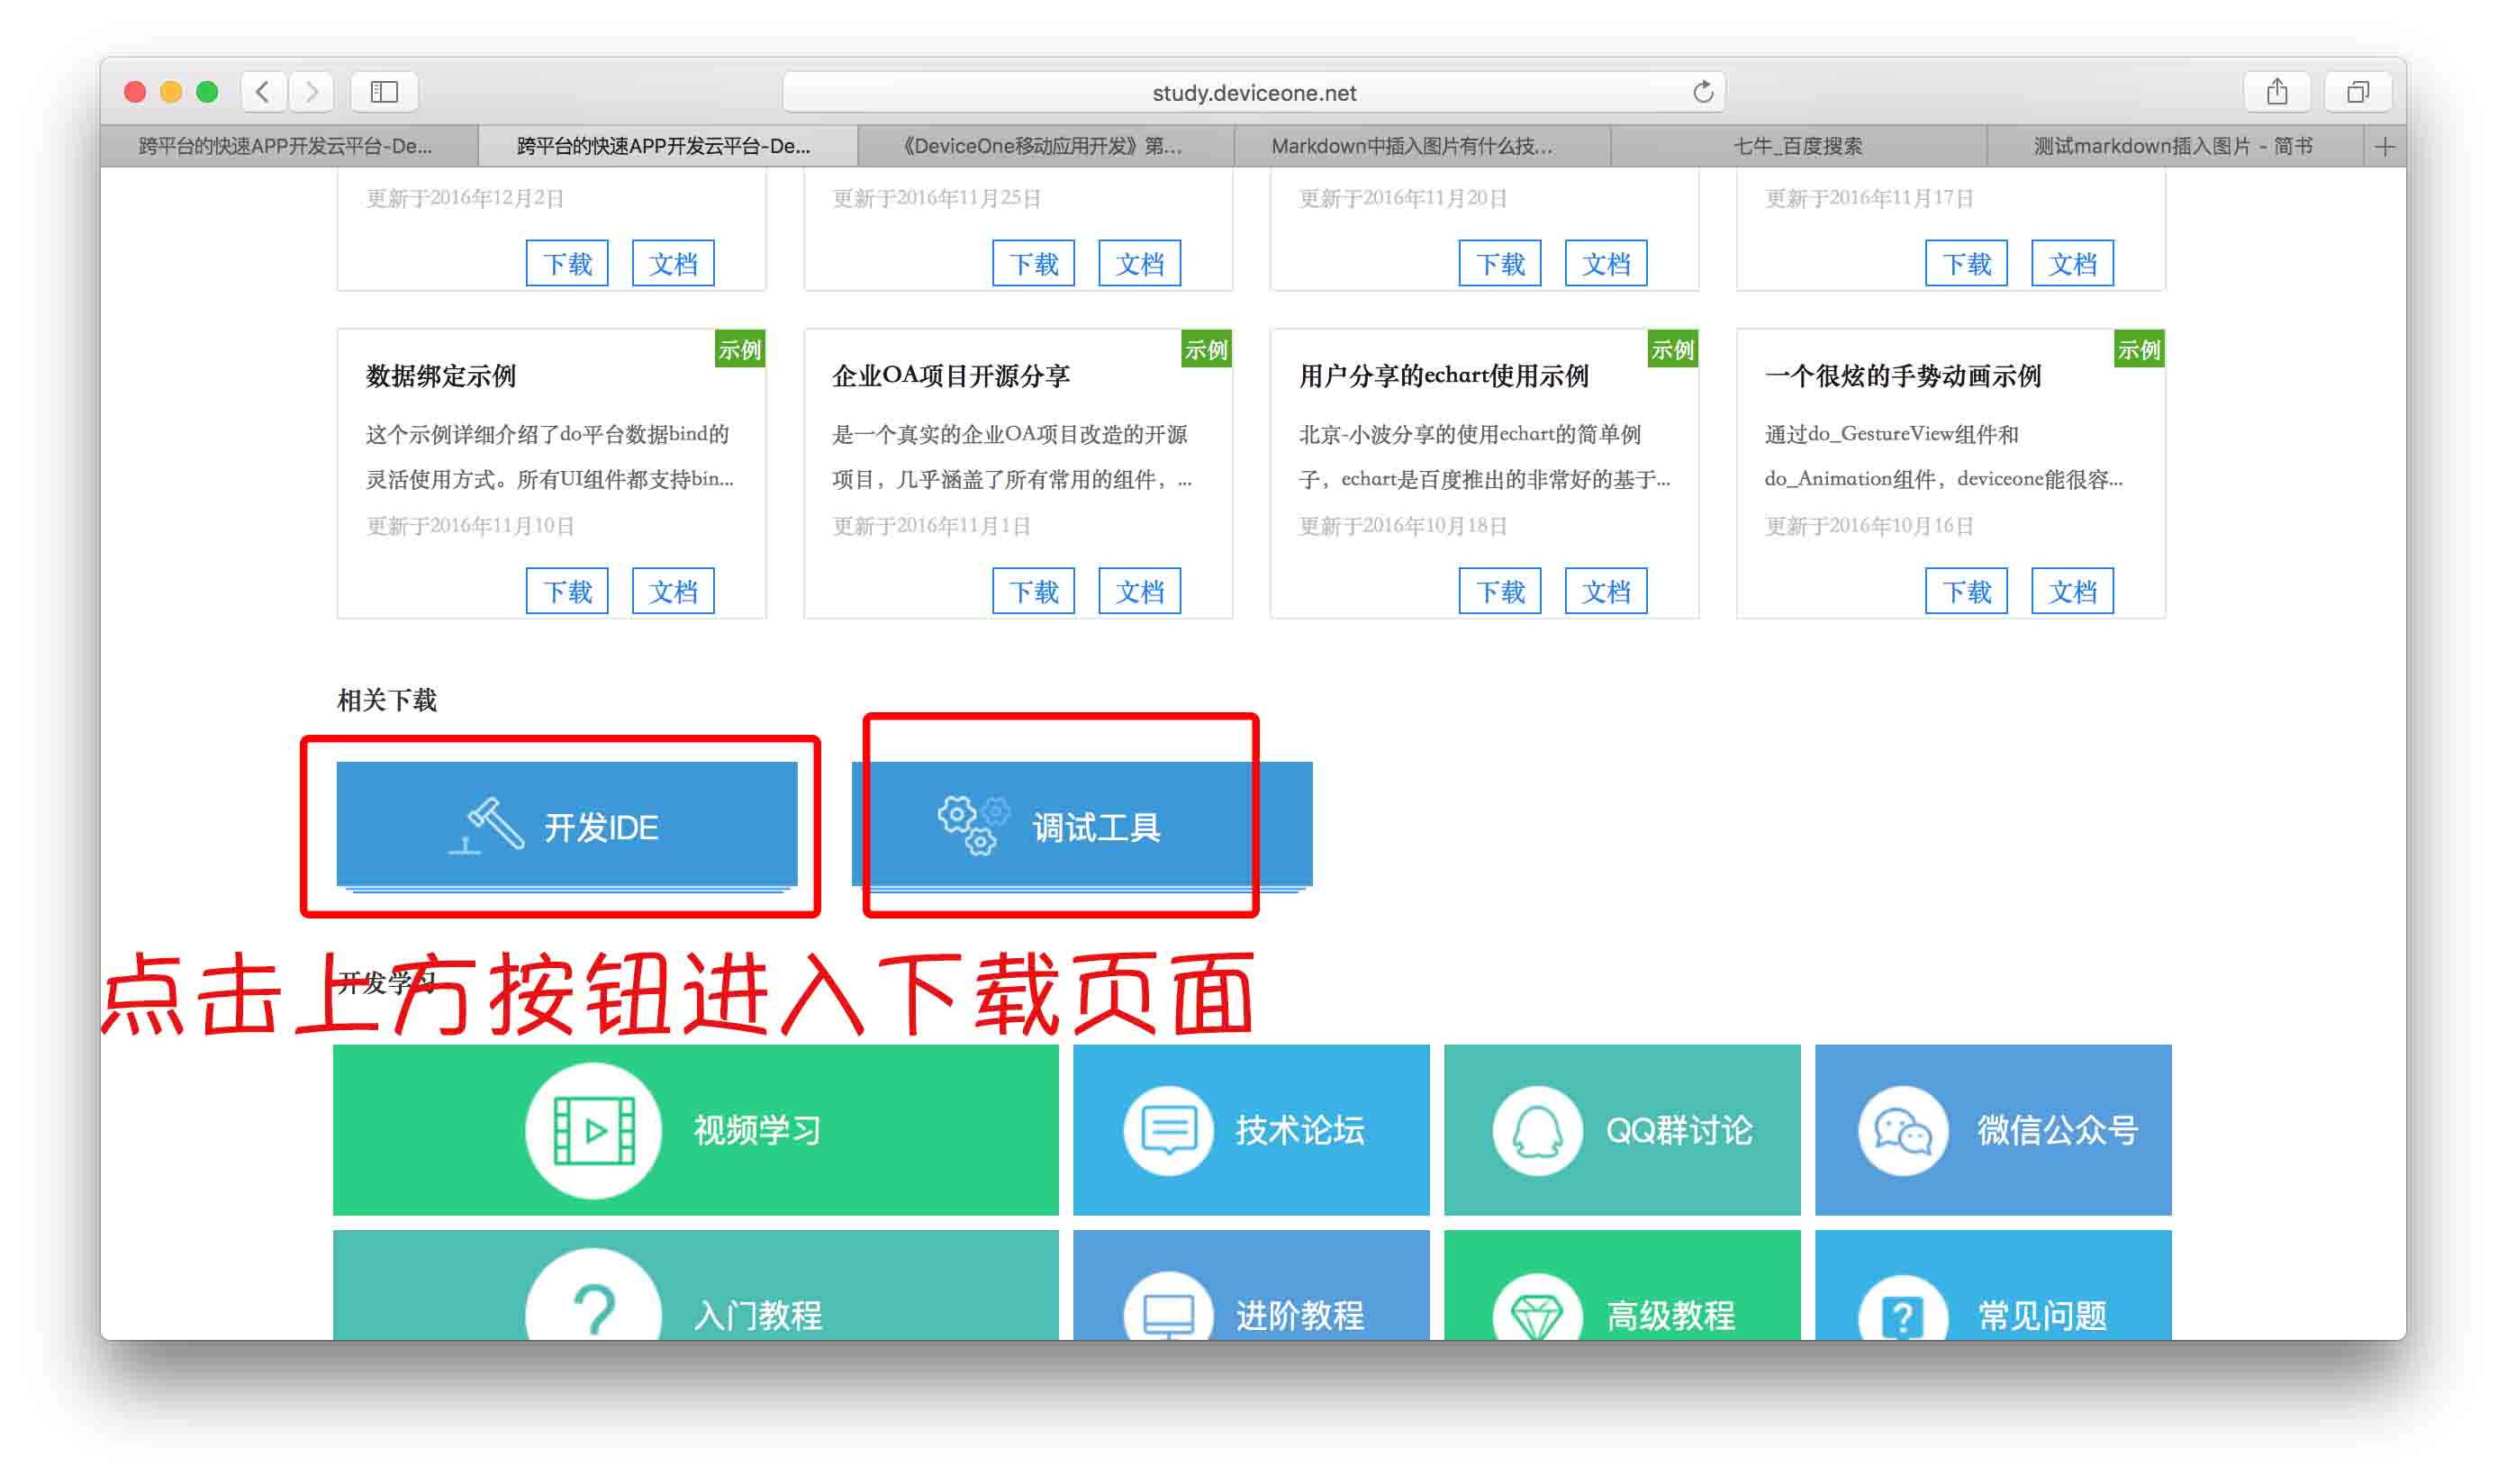 study.deviceone.net
跨平台的快速APP开发云平台-De...
跨平台的快速APP开发云平台-De...
《DeviceOne移动应用开发》第...
Markdown中插入图片有什么技...
七牛_百度搜索
测试markdown插入图片 - 简书
更新于2016年12月2日
更新于2016年11月25日
更新于2016年11月20日
更新于2016年11月17日
下载 文档
下载 文档
下载 文档
下载 文档
示例
数据绑定示例
这个示例详细介绍了do平台数据bind的
灵活使用方式。所有UI组件都支持bin...
更新于2016年11月10日
下载 文档
示例
企业OA项目开源分享
是一个真实的企业OA项目改造的开源
项目，几乎涵盖了所有常用的组件，...
更新于2016年11月1日
下载 文档
示例
用户分享的echart使用示例
北京-小波分享的使用echart的简单例
子，echart是百度推出的非常好的基于...
更新于2016年10月18日
下载 文档
示例
一个很炫的手势动画示例
通过do_GestureView组件和
do_Animation组件，deviceone能很容...
更新于2016年10月16日
下载 文档
相关下载
开发IDE
调试工具
点击上方按钮进入下载页面
开发学习
视频学习
技术论坛
QQ群讨论
微信公众号
入门教程
进阶教程
高级教程
常见问题